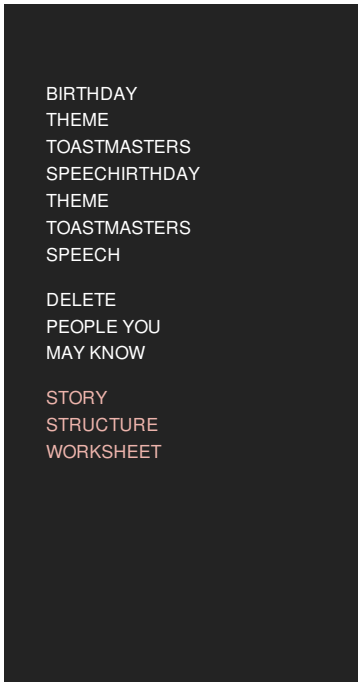 BIRTHDAY
THEME
TOASTMASTERS
SPEECHIRTHDAY
THEME
TOASTMASTERS
SPEECH
DELETE
PEOPLE YOU
MAY KNOW
STORY
STRUCTURE
WORKSHEET